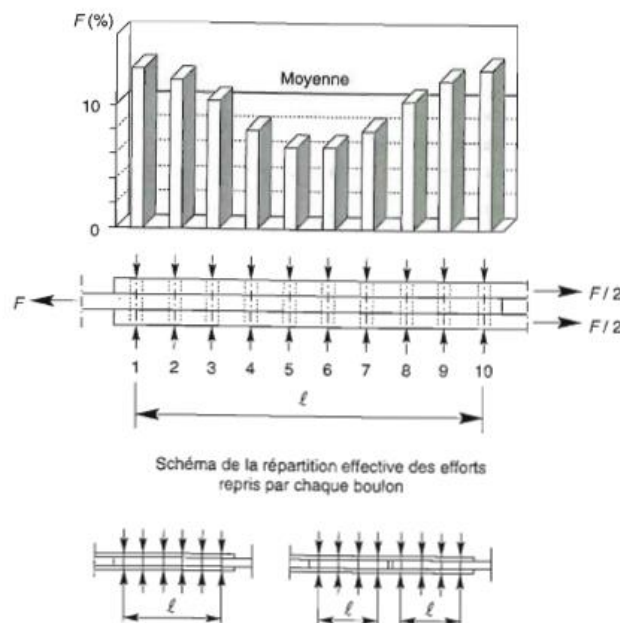 F (%)
Moyenne
10
0
F
F/2
F/2
1 2 3 4 5 6 7 8 9 10
ℓ
Schéma de la répartition effective des efforts
repris par chaque boulon
ℓ
ℓ ℓ